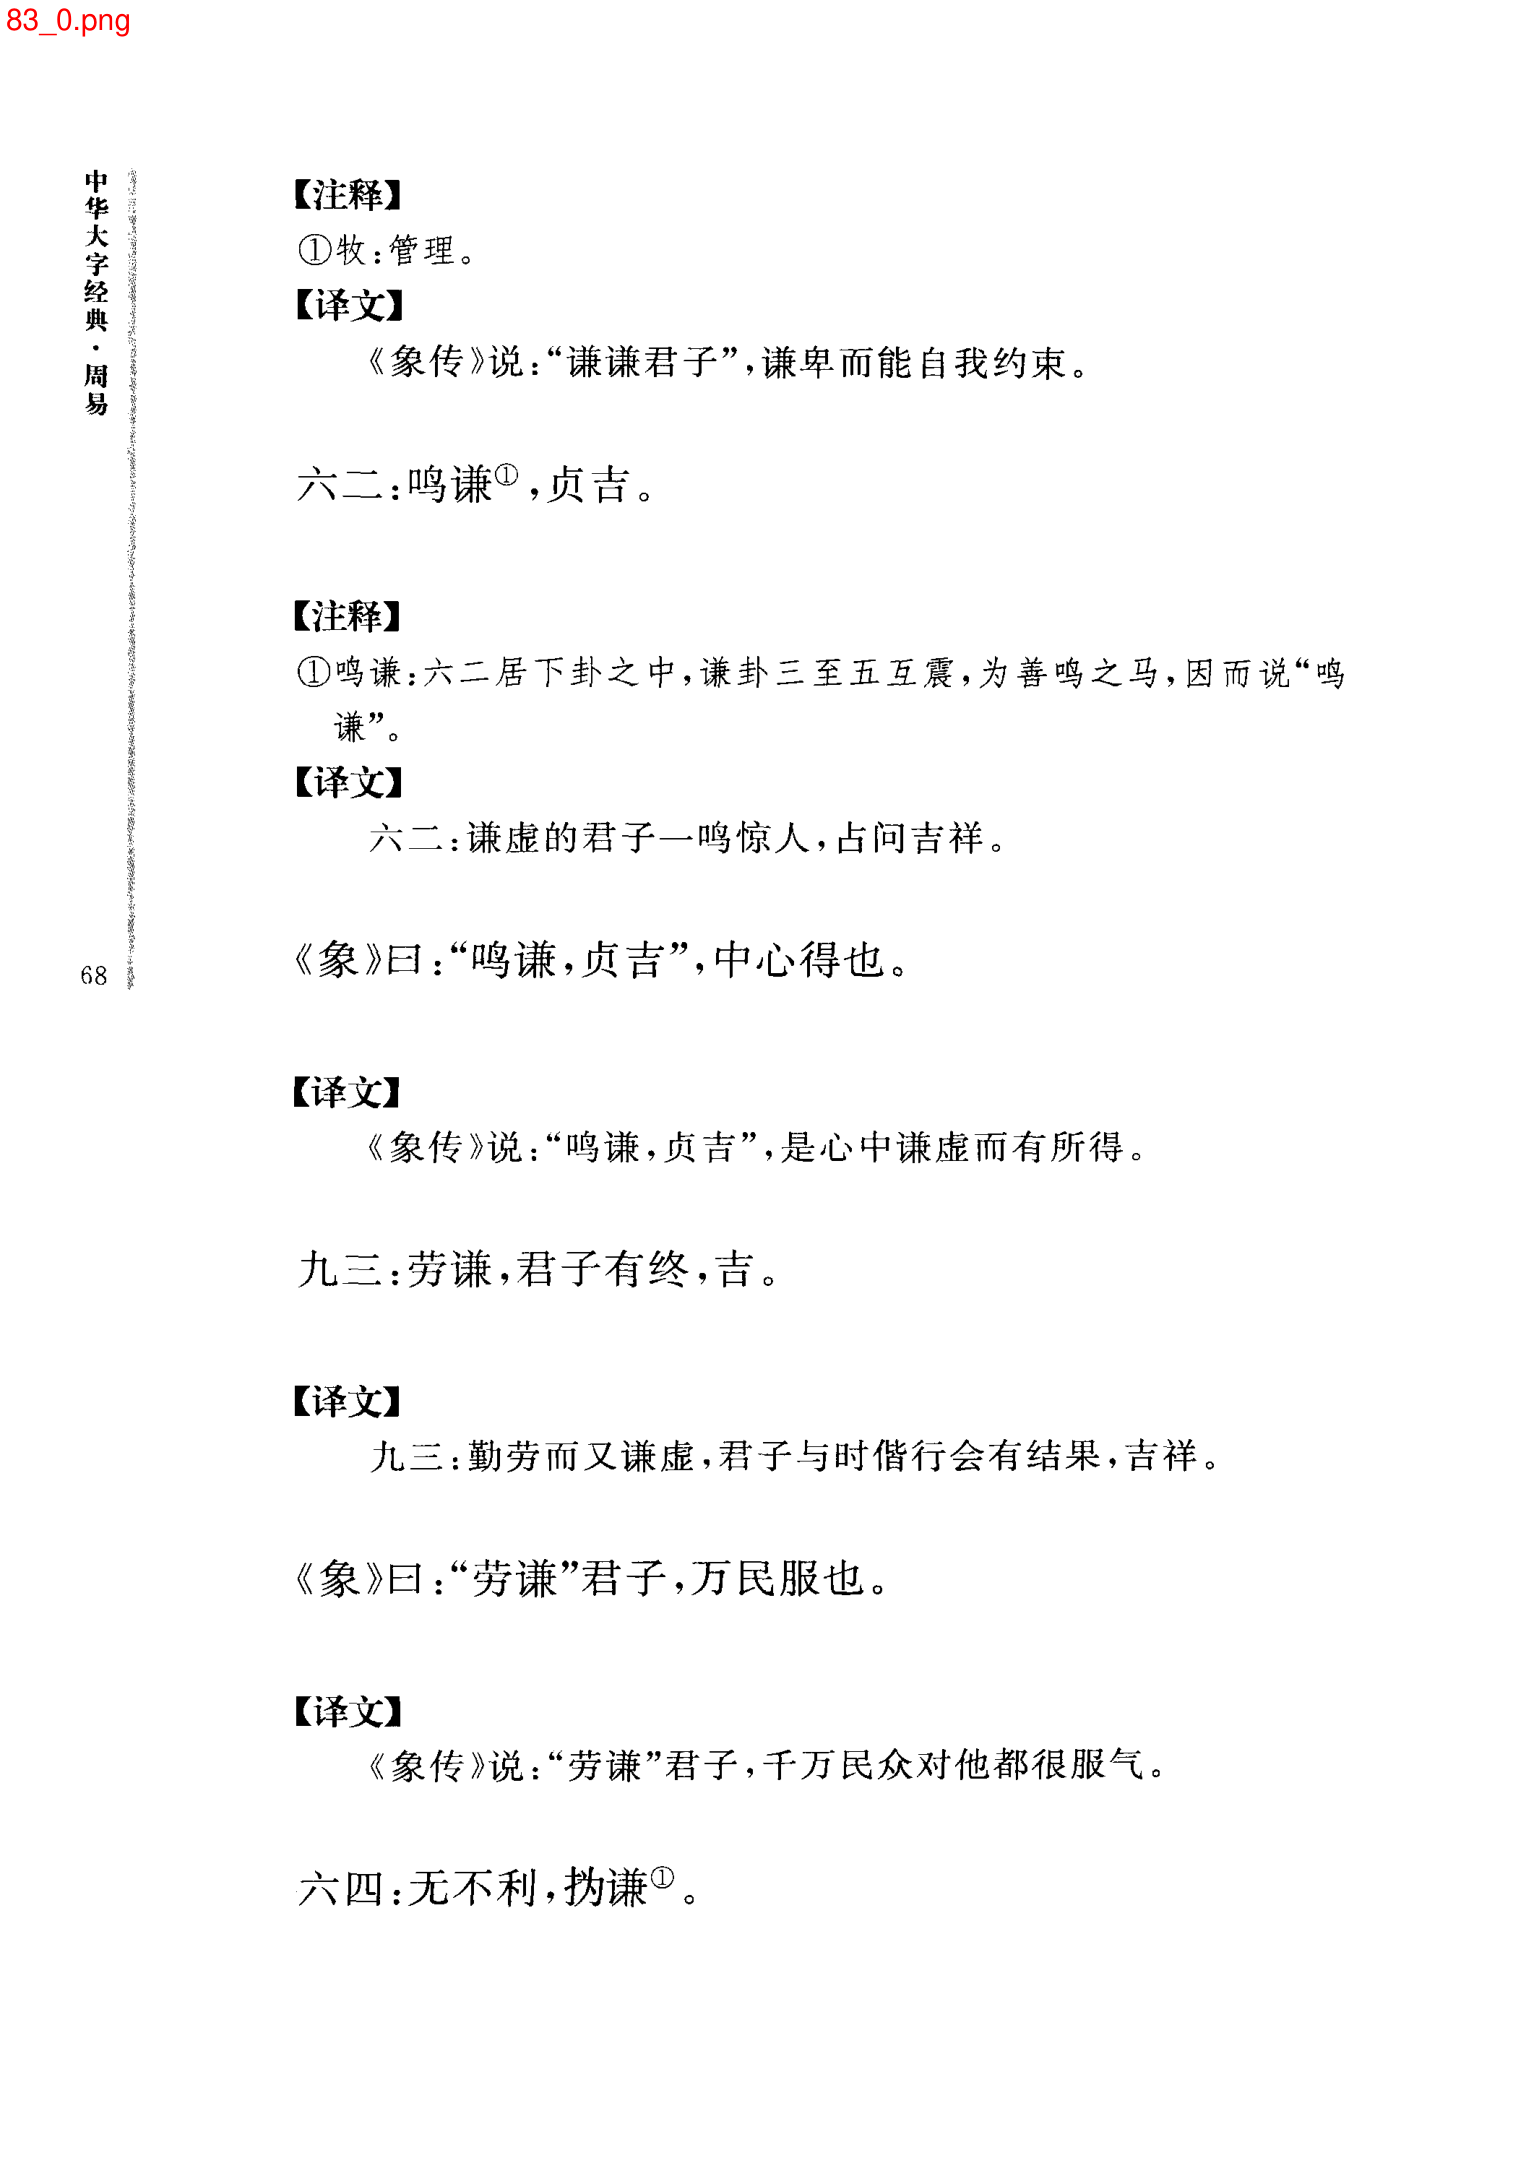 83_0.png
中华大字经典·周易
68
【注释】
①牧:管理。
【译文】
《象传》说:“谦谦君子”,谦卑而能自我约束。
六二:鸣谦①,贞吉。
【注释】
①鸣谦:六二居下卦之中,谦卦三至五互震,为善鸣之马,因而说“鸣
谦”。
【译文】
六二:谦虚的君子一鸣惊人,占问吉祥。
《象》曰:“鸣谦,贞吉”,中心得也。
【译文】
《象传》说:“鸣谦,贞吉”,是心中谦虚而有所得。
九三:劳谦,君子有终,吉。
【译文】
九三:勤劳而又谦虚,君子与时偕行会有结果,吉祥。
《象》曰:“劳谦”君子,万民服也。
【译文】
《象传》说:“劳谦”君子,千万民众对他都很服气。
六四:无不利,㧑谦①。